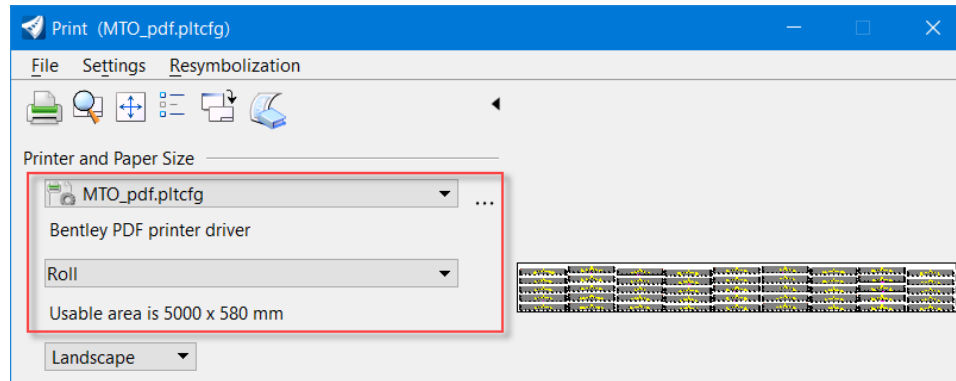 Print (MTO_pdf.pltcfg)
File Settings Resymbolization
Printer and Paper Size
MTO_pdf.pltcfg
...
Bentley PDF printer driver
Roll
Usable area is 5000 x 580 mm
Landscape